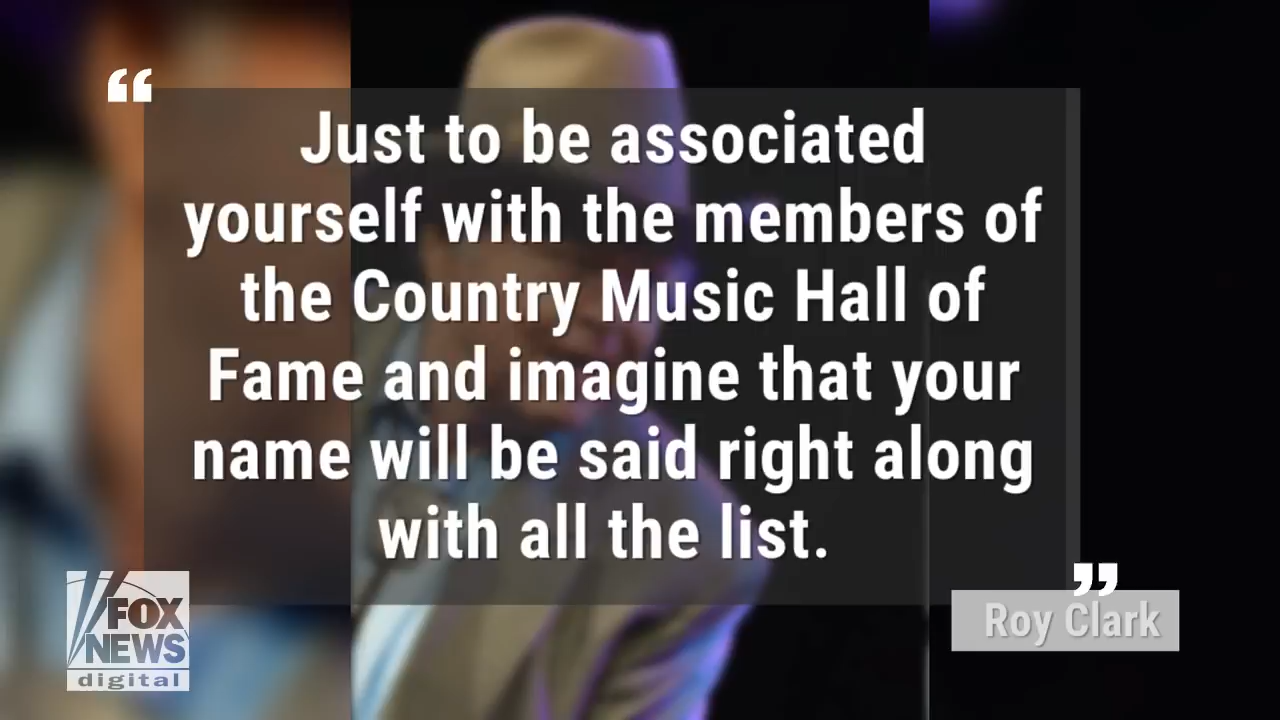 “
Just to be associated
yourself with the members of
the Country Music Hall of
Fame and imagine that your
name will be said right along
with all the list.
”
Roy Clark
FOX
NEWS
digital